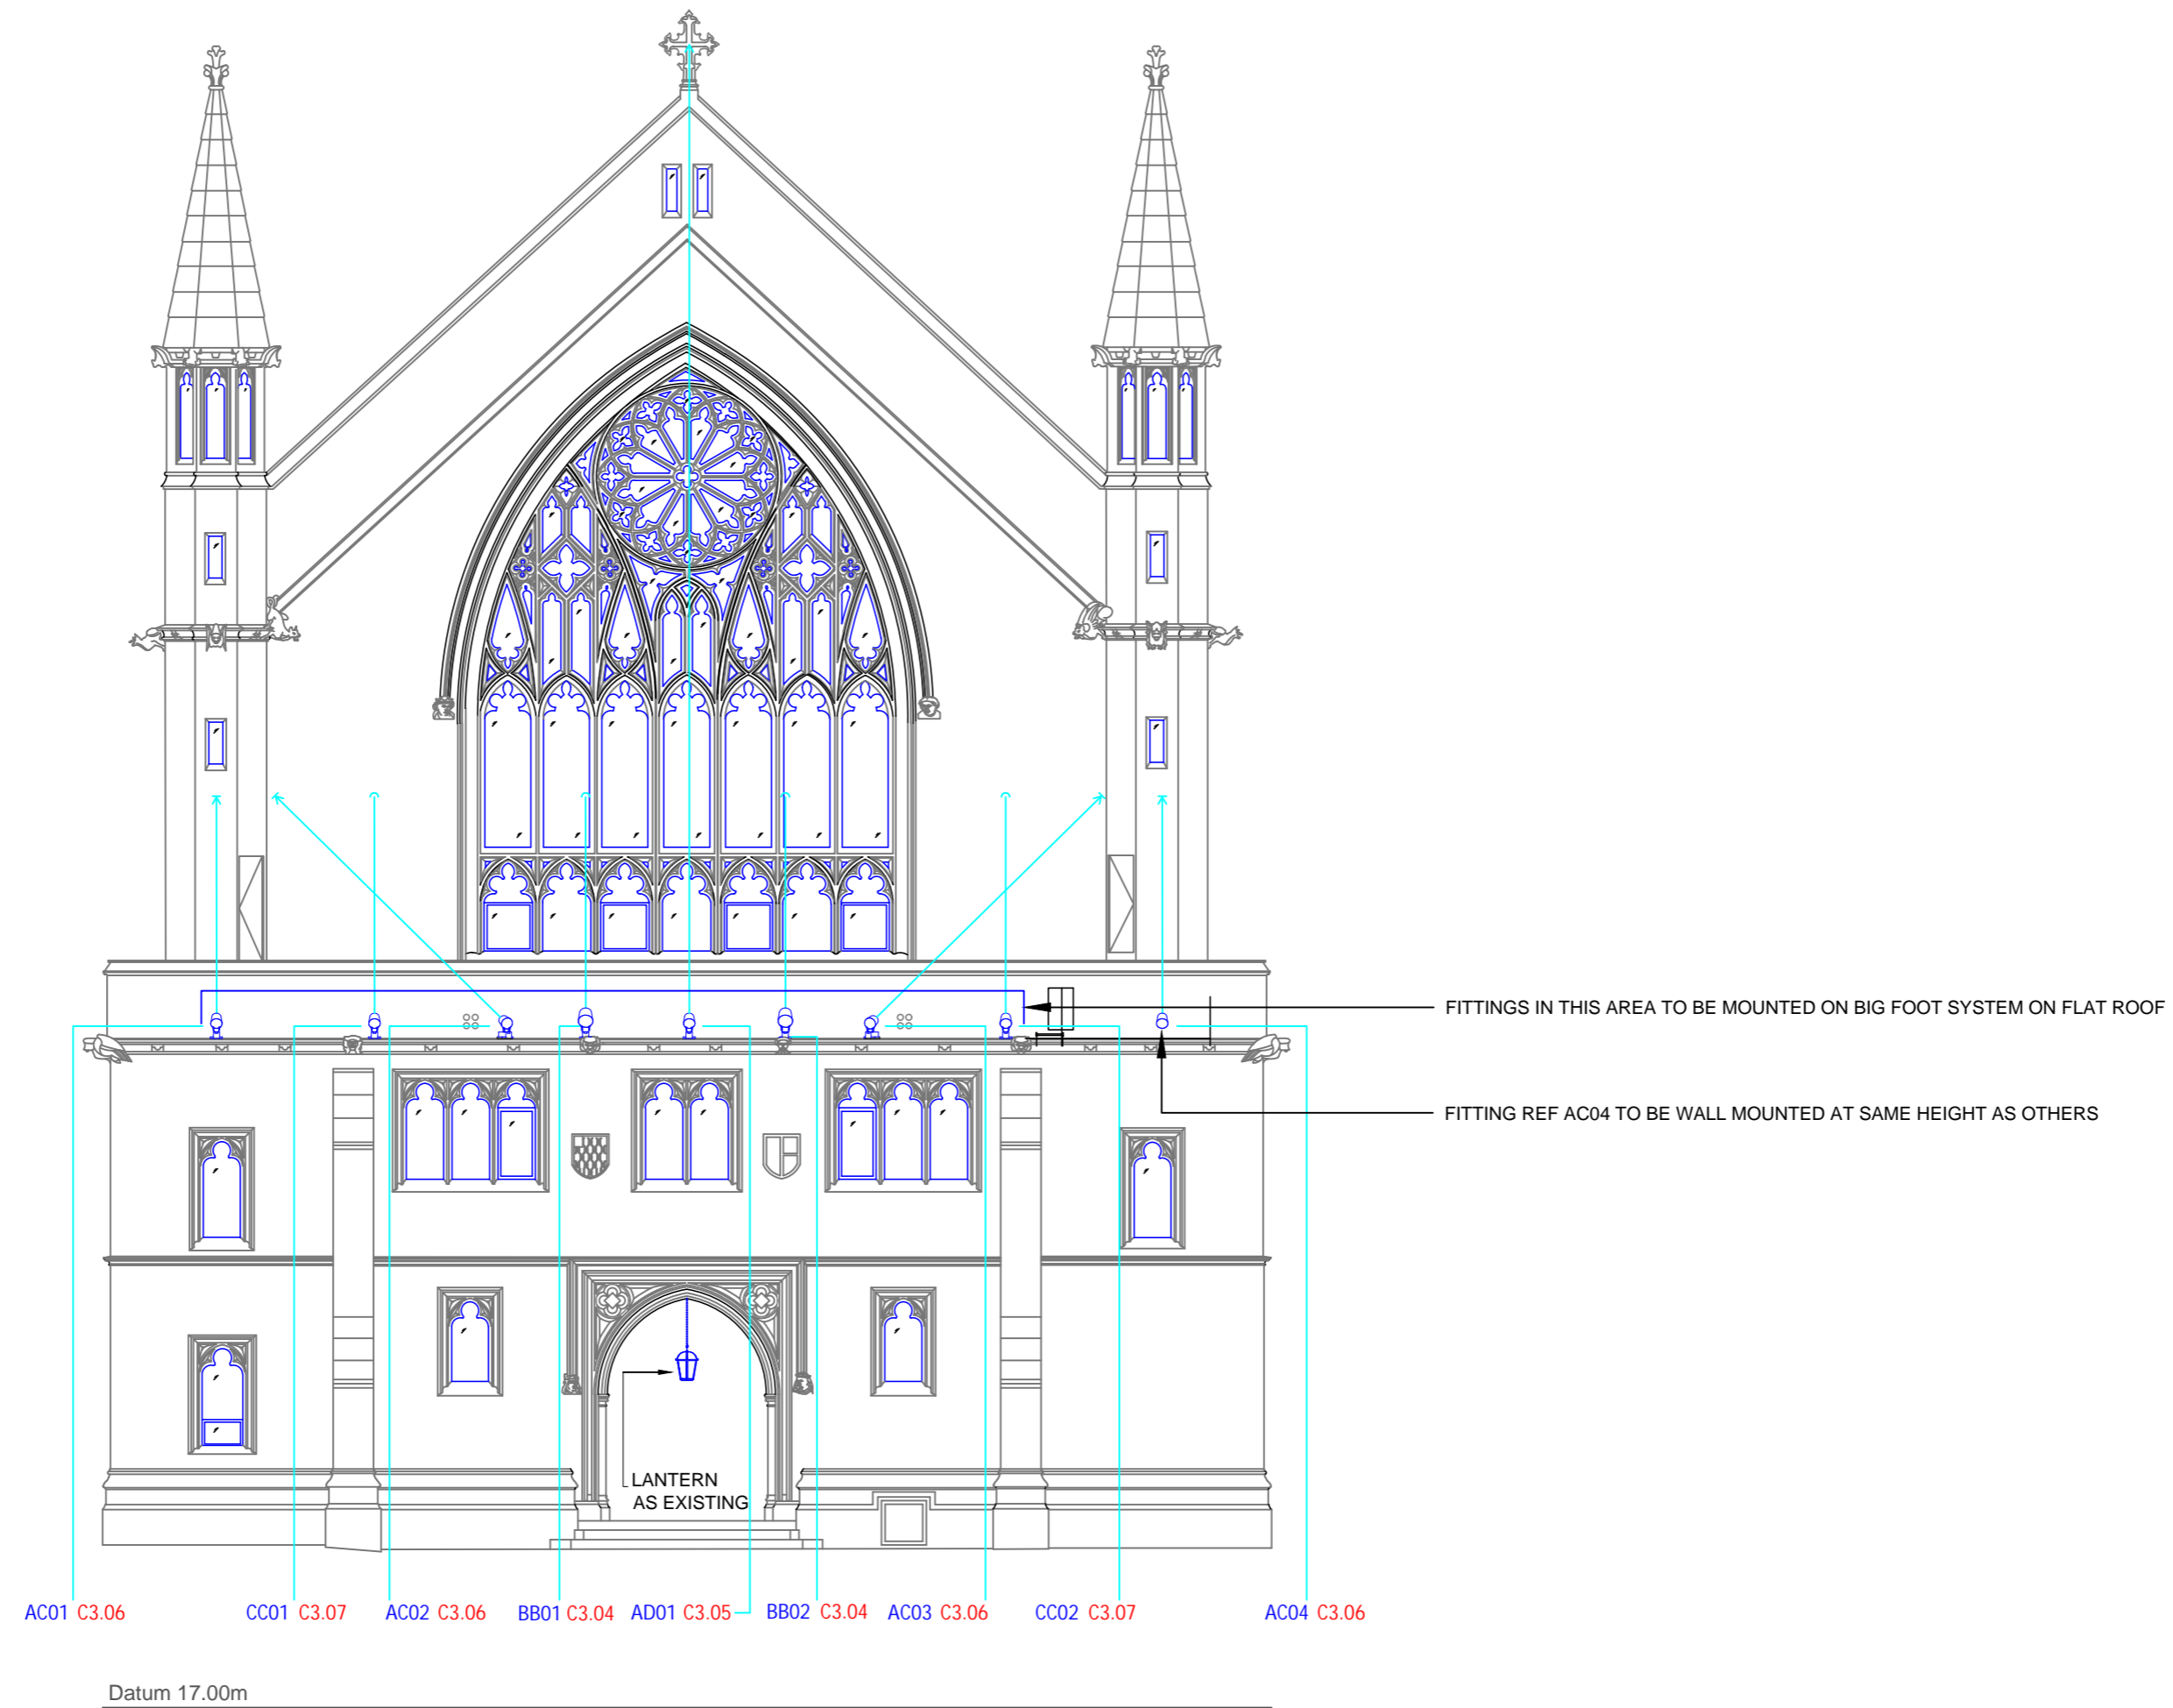 FITTINGS IN THIS AREA TO BE MOUNTED ON BIG FOOT SYSTEM ON FLAT ROOF
FITTING REF AC04 TO BE WALL MOUNTED AT SAME HEIGHT AS OTHERS
LANTERN
AS EXISTING
AC01 C3.06
CC01 C3.07
AC02 C3.06
BB01 C3.04
AD01 C3.05
BB02 C3.04
AC03 C3.06
CC02 C3.07
AC04 C3.06
Datum 17.00m